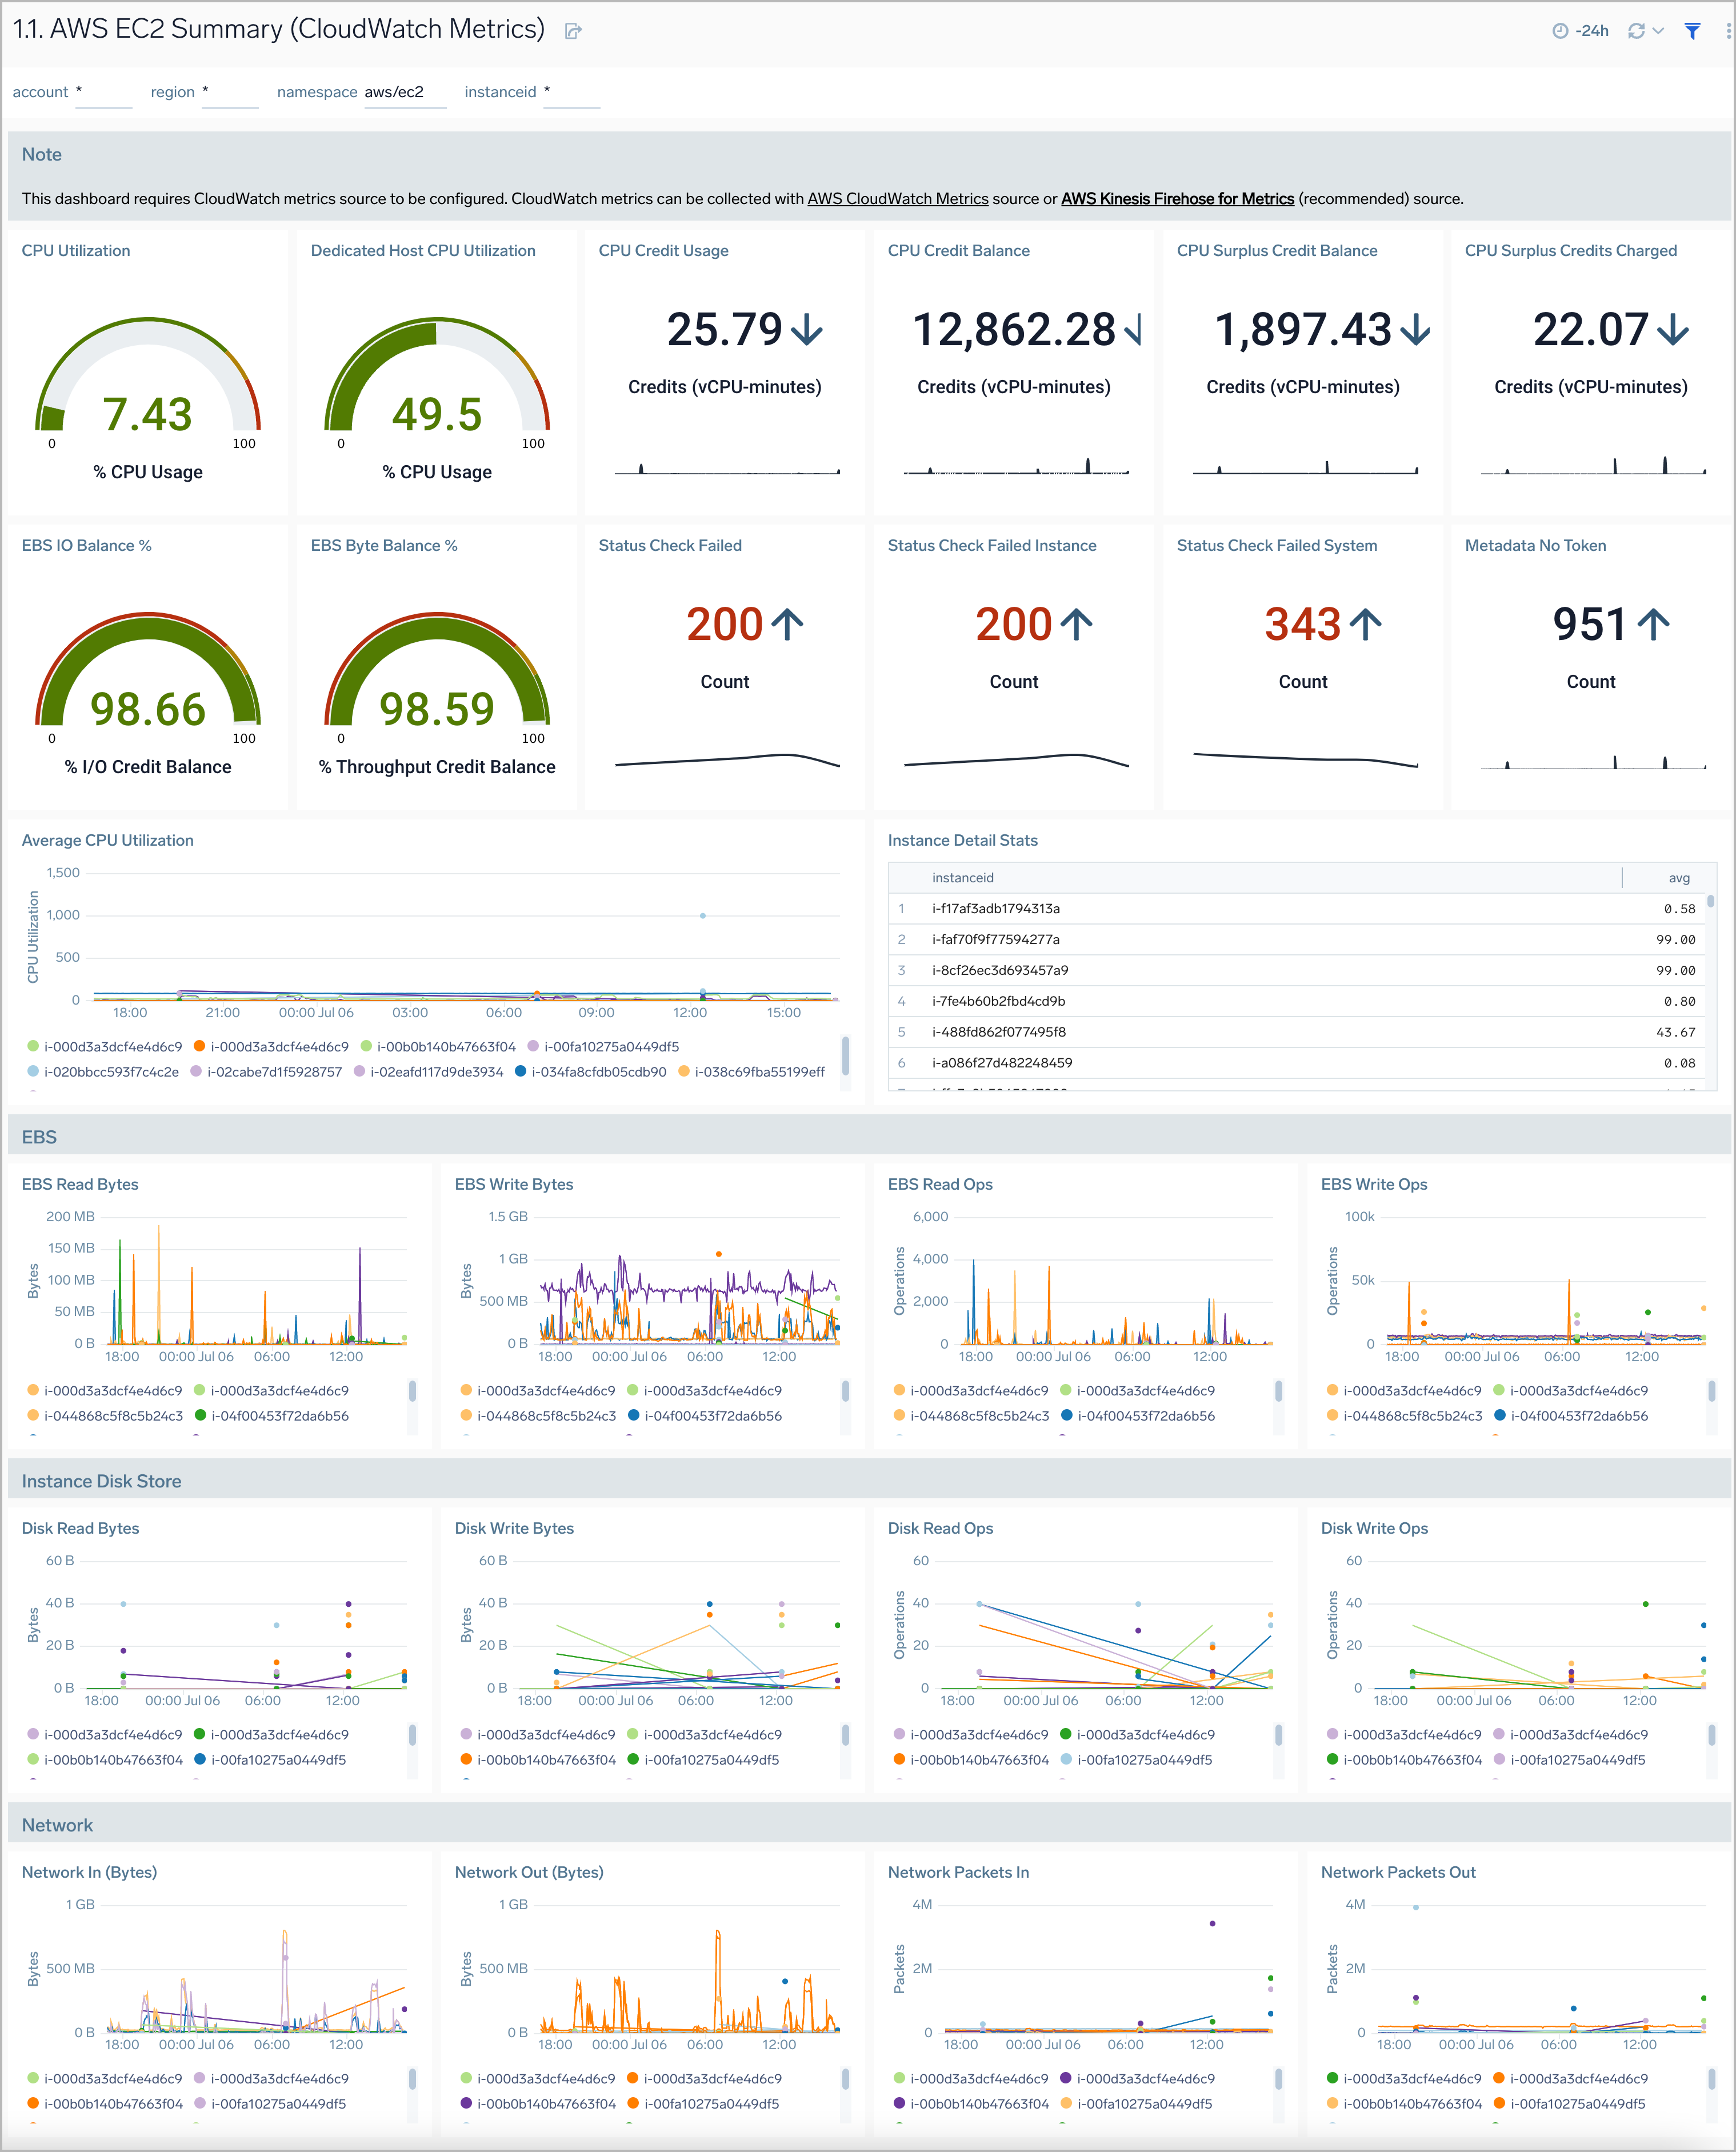 1.1. AWS EC2 Summary (CloudWatch Metrics)
-24h
account * region * namespace aws/ec2 instanceid *
Note
This dashboard requires CloudWatch metrics source to be configured. CloudWatch metrics can be collected with AWS CloudWatch Metrics source or AWS Kinesis Firehose for Metrics (recommended) source.
CPU Utilization
7.43
0 100
% CPU Usage
Dedicated Host CPU Utilization
49.5
0 100
% CPU Usage
CPU Credit Usage
25.79
Credits (vCPU-minutes)
CPU Credit Balance
12,862.28
Credits (vCPU-minutes)
CPU Surplus Credit Balance
1,897.43
Credits (vCPU-minutes)
CPU Surplus Credits Charged
22.07
Credits (vCPU-minutes)
EBS IO Balance %
98.66
0 100
% I/O Credit Balance
EBS Byte Balance %
98.59
0 100
% Throughput Credit Balance
Status Check Failed
200
Count
Status Check Failed Instance
200
Count
Status Check Failed System
343
Count
Metadata No Token
951
Count
Average CPU Utilization
CPU Utilization
1,500
1,000
500
0
18:00 21:00 00:00 Jul 06 03:00 06:00 09:00 12:00 15:00
i-000d3a3dcf4e4d6c9 i-000d3a3dcf4e4d6c9 i-00b0b140b47663f04 i-00fa10275a0449df5
i-020bbcc593f7c4c2e i-02cabe7d1f5928757 i-02eafd117d9de3934 i-034fa8cfdb05cdb90 i-038c69fba55199eff
Instance Detail Stats
instanceid avg
1 i-f17af3adb1794313a 0.58
2 i-faf70f9f77594277a 99.00
3 i-8cf26ec3d693457a9 99.00
4 i-7fe4b60b2fbd4cd9b 0.80
5 i-488fd862f077495f8 43.67
6 i-a086f27d482248459 0.08
EBS
EBS Read Bytes
Bytes
200 MB
150 MB
100 MB
50 MB
0 B
18:00 00:00 Jul 06 06:00 12:00
i-000d3a3dcf4e4d6c9 i-000d3a3dcf4e4d6c9
i-044868c5f8c5b24c3 i-04f00453f72da6b56
EBS Write Bytes
Bytes
1.5 GB
1 GB
500 MB
0 B
18:00 00:00 Jul 06 06:00 12:00
i-000d3a3dcf4e4d6c9 i-000d3a3dcf4e4d6c9
i-044868c5f8c5b24c3 i-04f00453f72da6b56
EBS Read Ops
Operations
6,000
4,000
2,000
0
18:00 00:00 Jul 06 06:00 12:00
i-000d3a3dcf4e4d6c9 i-000d3a3dcf4e4d6c9
i-044868c5f8c5b24c3 i-04f00453f72da6b56
EBS Write Ops
Operations
100k
50k
0
18:00 00:00 Jul 06 06:00 12:00
i-000d3a3dcf4e4d6c9 i-000d3a3dcf4e4d6c9
i-044868c5f8c5b24c3 i-04f00453f72da6b56
Instance Disk Store
Disk Read Bytes
Bytes
60 B
40 B
20 B
0 B
18:00 00:00 Jul 06 06:00 12:00
i-000d3a3dcf4e4d6c9 i-000d3a3dcf4e4d6c9
i-00b0b140b47663f04 i-00fa10275a0449df5
Disk Write Bytes
Bytes
60 B
40 B
20 B
0 B
18:00 00:00 Jul 06 06:00 12:00
i-000d3a3dcf4e4d6c9 i-000d3a3dcf4e4d6c9
i-00b0b140b47663f04 i-00fa10275a0449df5
Disk Read Ops
Operations
60
40
20
0
18:00 00:00 Jul 06 06:00 12:00
i-000d3a3dcf4e4d6c9 i-000d3a3dcf4e4d6c9
i-00b0b140b47663f04 i-00fa10275a0449df5
Disk Write Ops
Operations
60
40
20
0
18:00 00:00 Jul 06 06:00 12:00
i-000d3a3dcf4e4d6c9 i-000d3a3dcf4e4d6c9
i-00b0b140b47663f04 i-00fa10275a0449df5
Network
Network In (Bytes)
Bytes
1 GB
500 MB
0 B
18:00 00:00 Jul 06 06:00 12:00
i-000d3a3dcf4e4d6c9 i-000d3a3dcf4e4d6c9
i-00b0b140b47663f04 i-00fa10275a0449df5
Network Out (Bytes)
Bytes
1 GB
500 MB
0 B
18:00 00:00 Jul 06 06:00 12:00
i-000d3a3dcf4e4d6c9 i-000d3a3dcf4e4d6c9
i-00b0b140b47663f04 i-00fa10275a0449df5
Network Packets In
Packets
4M
2M
0
18:00 00:00 Jul 06 06:00 12:00
i-000d3a3dcf4e4d6c9 i-000d3a3dcf4e4d6c9
i-00b0b140b47663f04 i-00fa10275a0449df5
Network Packets Out
Packets
4M
2M
0
18:00 00:00 Jul 06 06:00 12:00
i-000d3a3dcf4e4d6c9 i-000d3a3dcf4e4d6c9
i-00b0b140b47663f04 i-00fa10275a0449df5